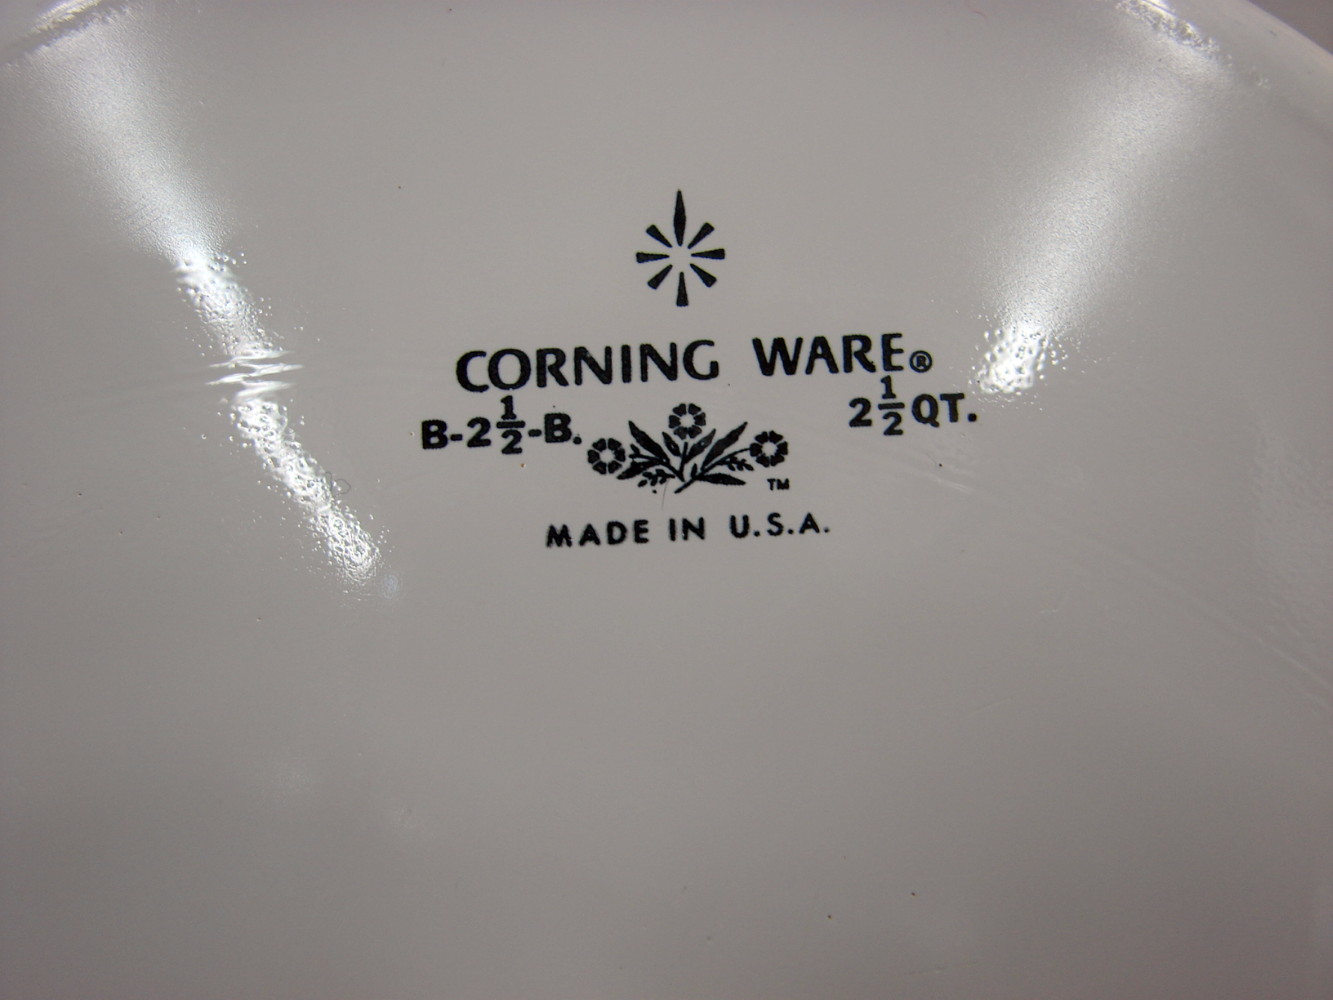 CORNING WARE®
B-2½-B. 2½QT.
TM
MADE IN U.S.A.